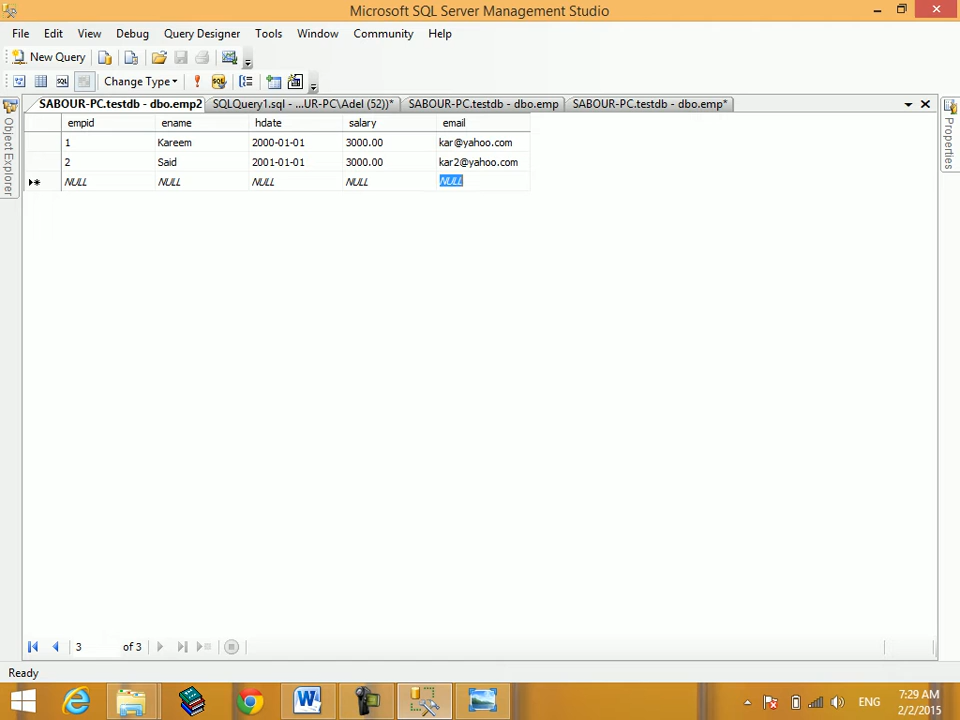 Microsoft SQL Server Management Studio
File Edit View Debug Query Designer Tools Window Community Help
New Query
Change Type
SABOUR-PC.testdb - dbo.emp2 SQLQuery1.sql - ...UR-PC\Adel (52))* SABOUR-PC.testdb - dbo.emp SABOUR-PC.testdb - dbo.emp*
Object Explorer
Properties
empid ename hdate salary email
1 Kareem 2000-01-01 3000.00 kar@yahoo.com
2 Said 2001-01-01 3000.00 kar2@yahoo.com
NULL NULL NULL NULL NULL
3 of 3
Ready
ENG
7:29 AM
2/2/2015